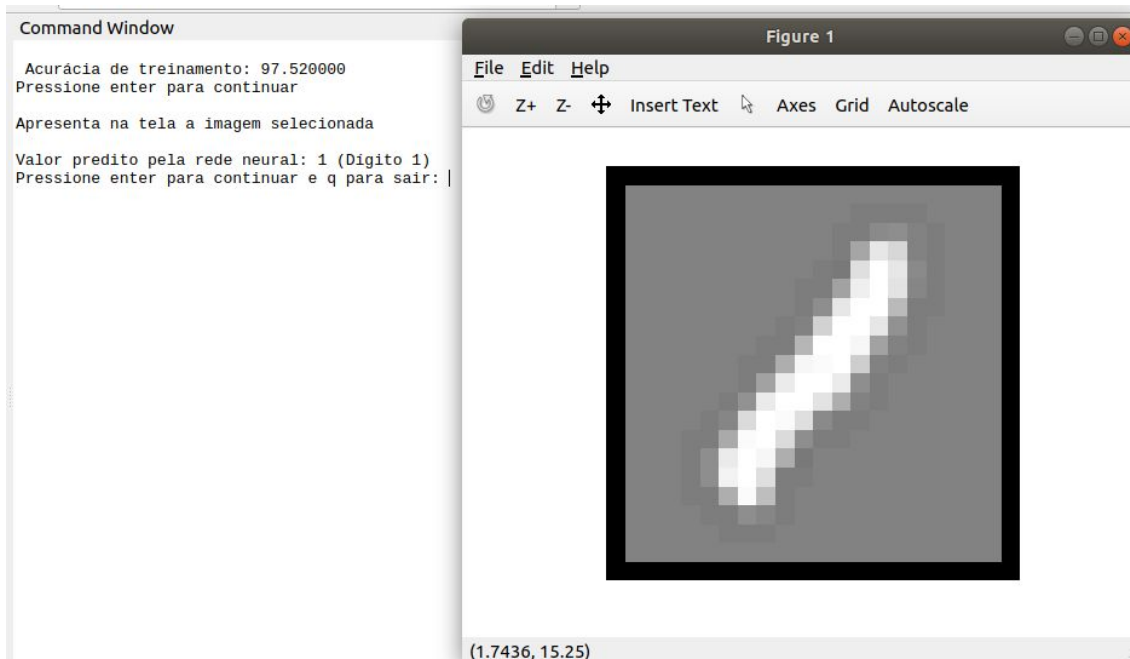 Command Window
Acurácia de treinamento: 97.520000
Pressione enter para continuar
Apresenta na tela a imagem selecionada
Valor predito pela rede neural: 1 (Dígito 1)
Pressione enter para continuar e q para sair:
Figure 1
File Edit Help
Z+ Z- Insert Text Axes Grid Autoscale
(1.7436, 15.25)